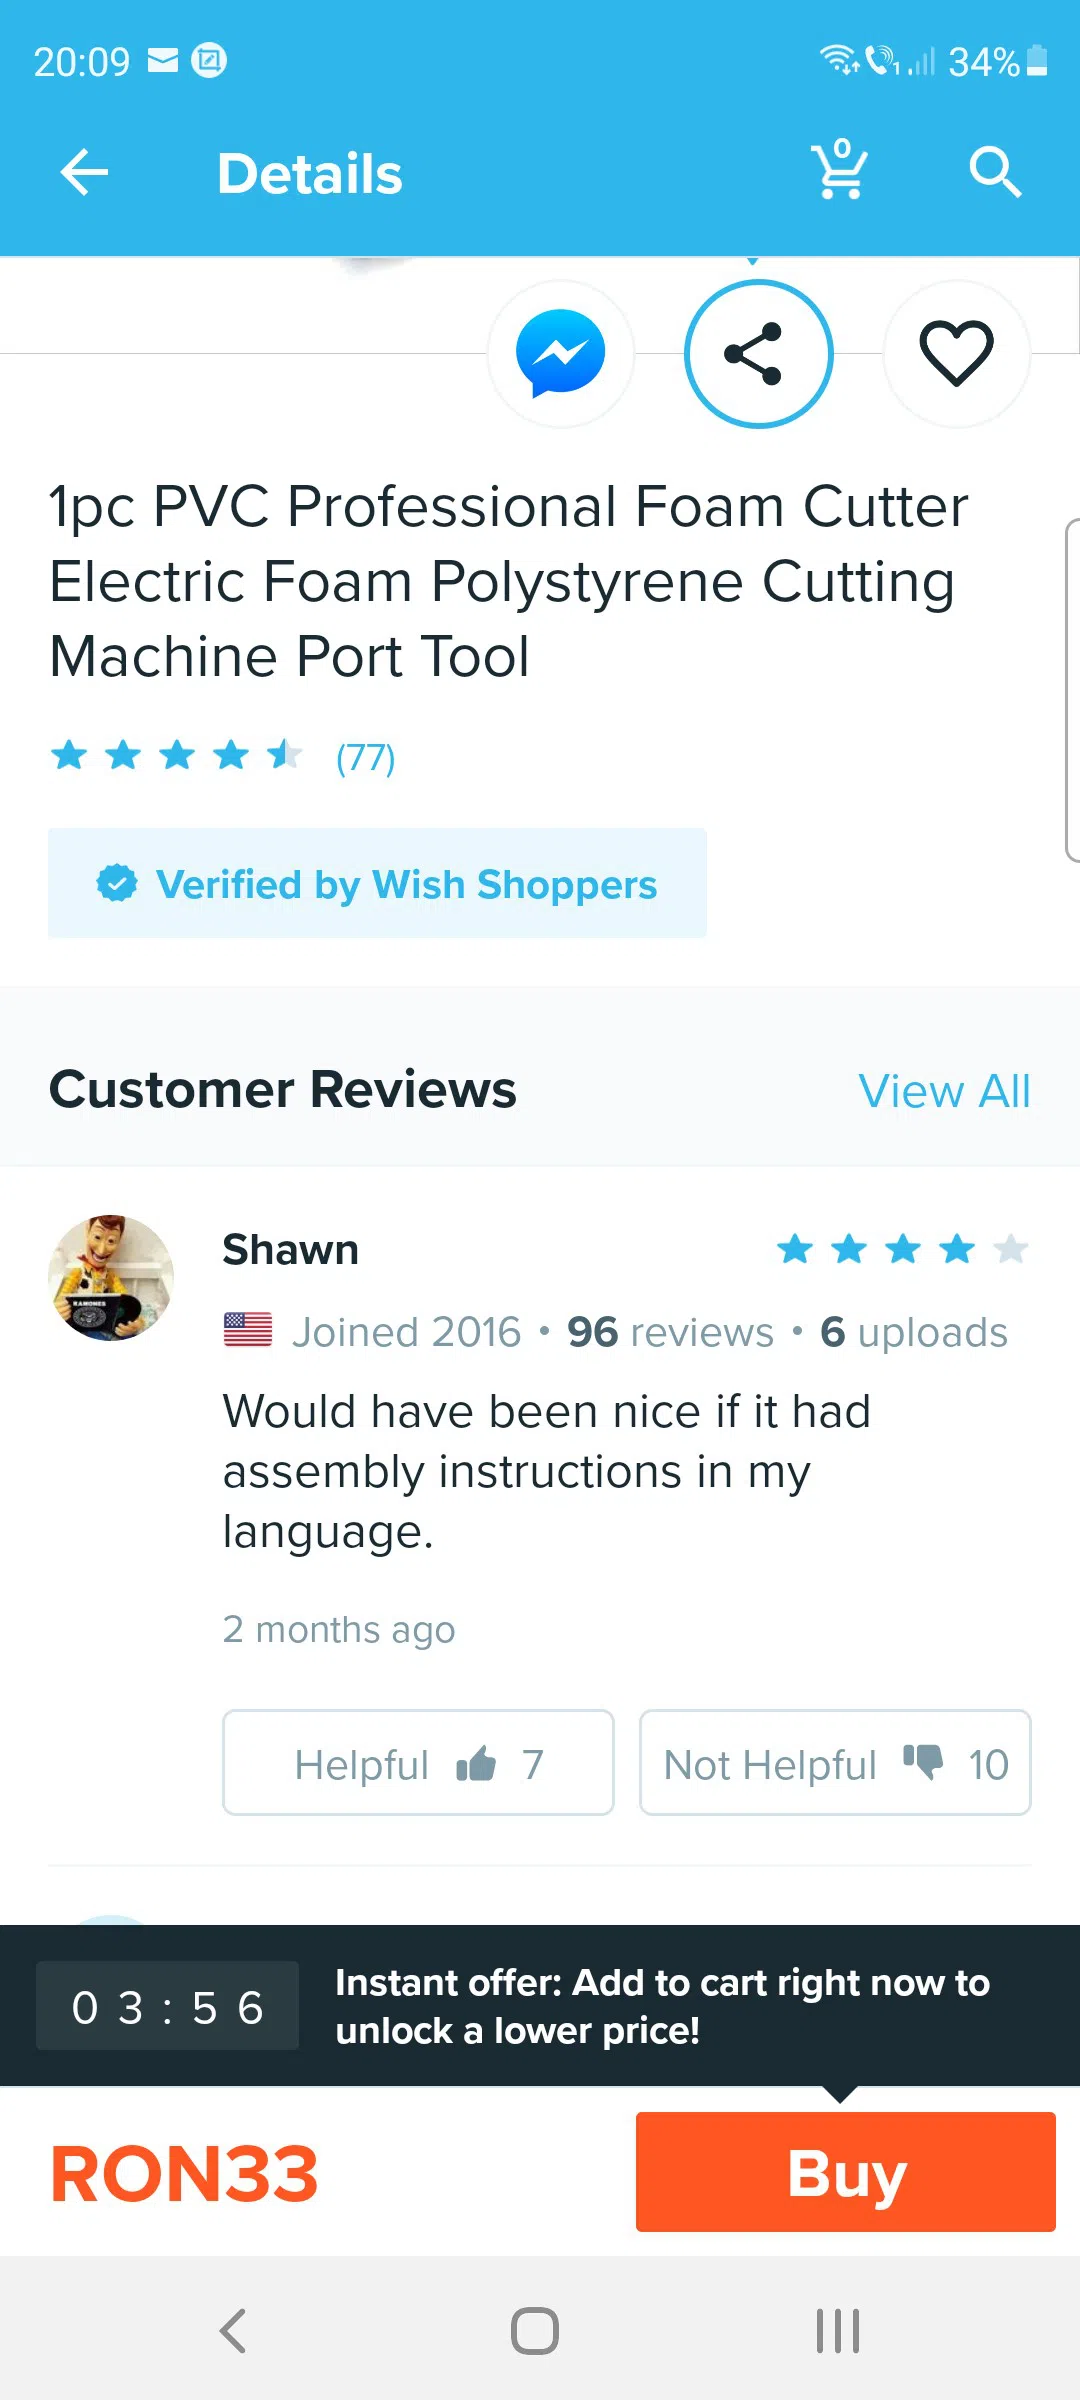 20:09
1
34%
Details
0
1pc PVC Professional Foam Cutter
Electric Foam Polystyrene Cutting
Machine Port Tool
(77)
Verified by Wish Shoppers
Customer Reviews
View All
Shawn
RAMONES
Joined 2016 • 96 reviews • 6 uploads
Would have been nice if it had
assembly instructions in my
language.
2 months ago
Helpful 7
Not Helpful 10
03:56
Instant offer: Add to cart right now to
unlock a lower price!
RON33
Buy